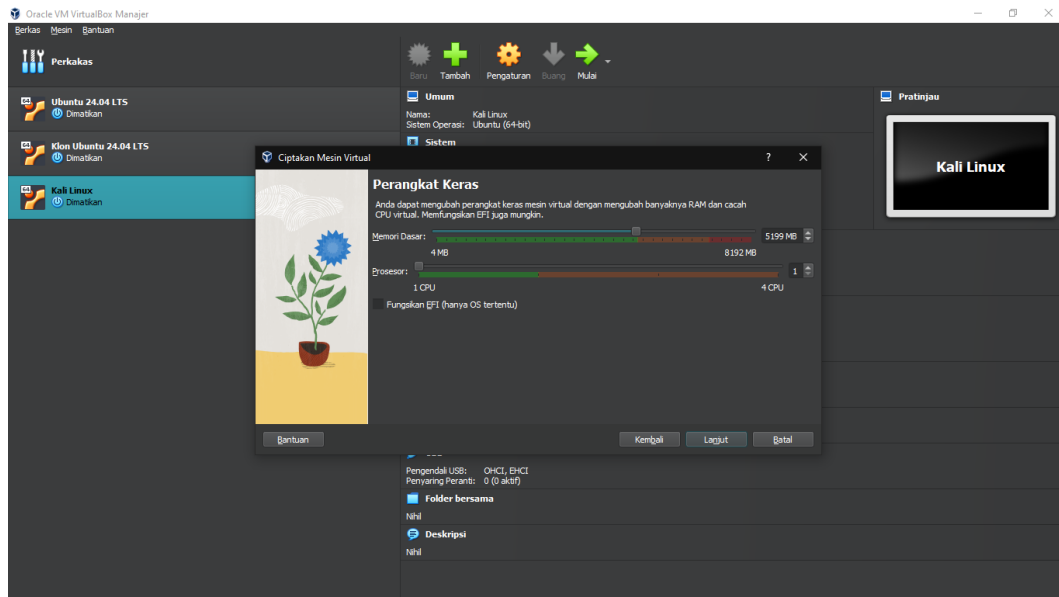 Oracle VM VirtualBox Manajer
Berkas Mesin Bantuan
Perkakas
Baru Tambah Pengaturan Buang Mulai
64
Ubuntu 24.04 LTS
Dimatikan
64
Klon Ubuntu 24.04 LTS
Dimatikan
64
Kali Linux
Dimatikan
Umum
Nama: Kali Linux
Sistem Operasi: Ubuntu (64-bit)
Sistem
Pratinjau
Kali Linux
Ciptakan Mesin Virtual
?
Perangkat Keras
Anda dapat mengubah perangkat keras mesin virtual dengan mengubah banyaknya RAM dan cacah
CPU virtual. Memfungsikan EFI juga mungkin.
Memori Dasar: 5199 MB
4 MB 8192 MB
Prosesor: 1
1 CPU 4 CPU
Fungsikan EFI (hanya OS tertentu)
Bantuan Kembali Lanjut Batal
Pengendali USB: OHCI, EHCI
Penyaring Peranti: 0 (0 aktif)
Folder bersama
Nihil
Deskripsi
Nihil